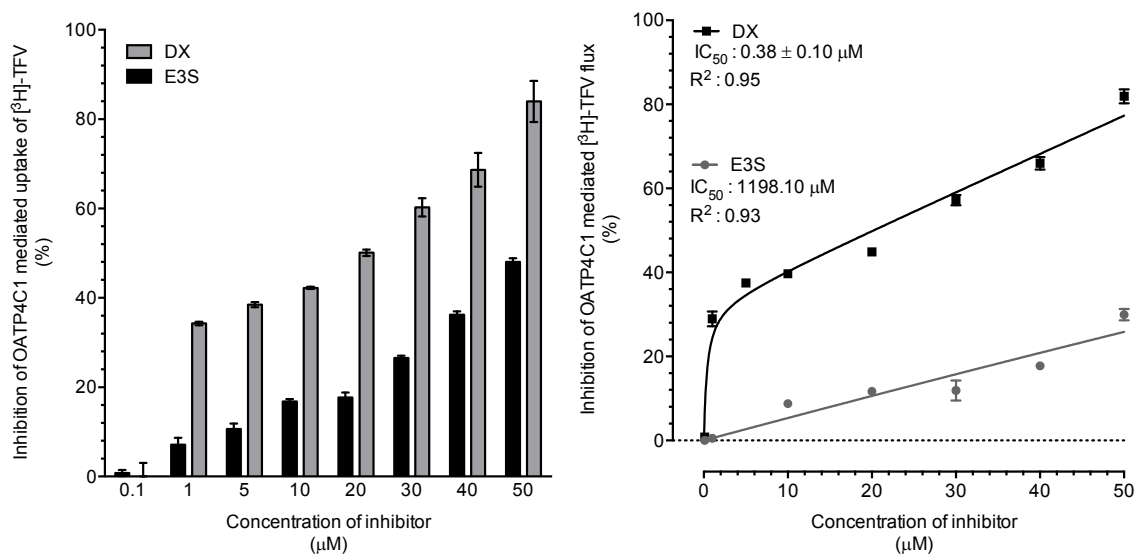 Inhibition of OATP4C1 mediated uptake of [³H]-TFV
(%)
100
80
60
40
20
0
DX
E3S
0.1
1
5
10
20
30
40
50
Concentration of inhibitor
(μM)
Inhibition of OATP4C1 mediated [³H]-TFV flux
(%)
100
80
60
40
20
0
DX
IC₅₀ : 0.38 ± 0.10 μM
R² : 0.95
E3S
IC₅₀ : 1198.10 μM
R² : 0.93
0
10
20
30
40
50
Concentration of inhibitor
(μM)